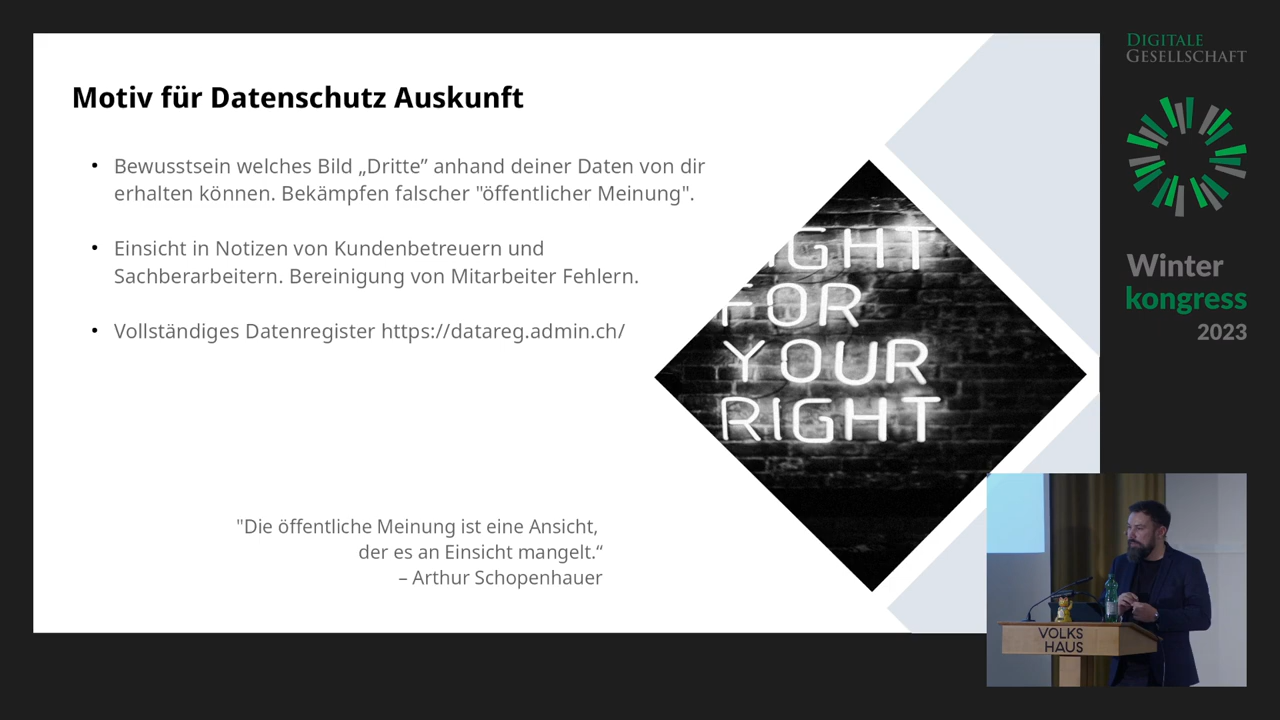 Motiv für Datenschutz Auskunft
Bewusstsein welches Bild „Dritte” anhand deiner Daten von dir
erhalten können. Bekämpfen falscher "öffentlicher Meinung".
Einsicht in Notizen von Kundenbetreuern und
Sachberarbeitern. Bereinigung von Mitarbeiter Fehlern.
Vollständiges Datenregister https://datareg.admin.ch/
"Die öffentliche Meinung ist eine Ansicht,
der es an Einsicht mangelt.“
– Arthur Schopenhauer
IGHT
FOR
YOUR
RIGHT
DIGITALE
GESELLSCHAFT
Winter
kongress
2023
VOLKS
HAUS